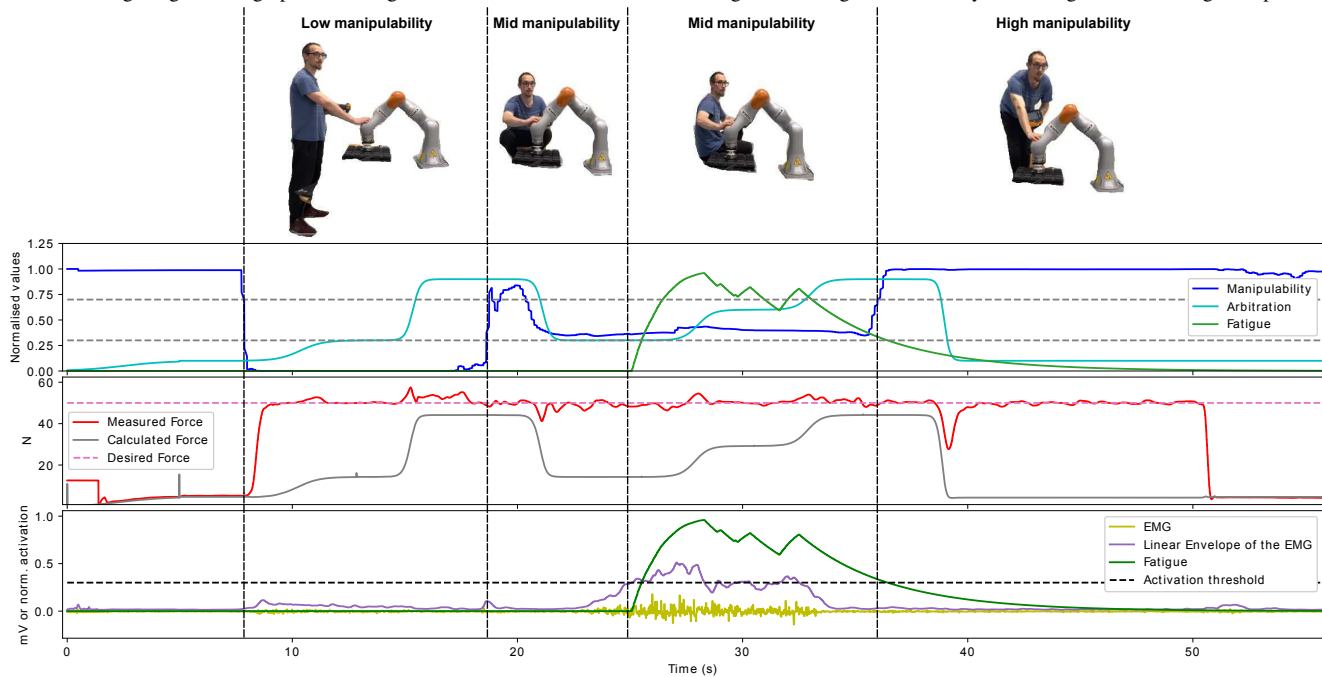 Low manipulability
Mid manipulability
Mid manipulability
High manipulability
Normalised values
1.25
1.00
0.75
0.50
0.25
0.00
Manipulability
Arbitration
Fatigue
N
60
40
20
Measured Force
Calculated Force
Desired Force
mV or norm. activation
1.0
0.5
0.0
EMG
Linear Envelope of the EMG
Fatigue
Activation threshold
0
10
20
30
40
50
Time (s)